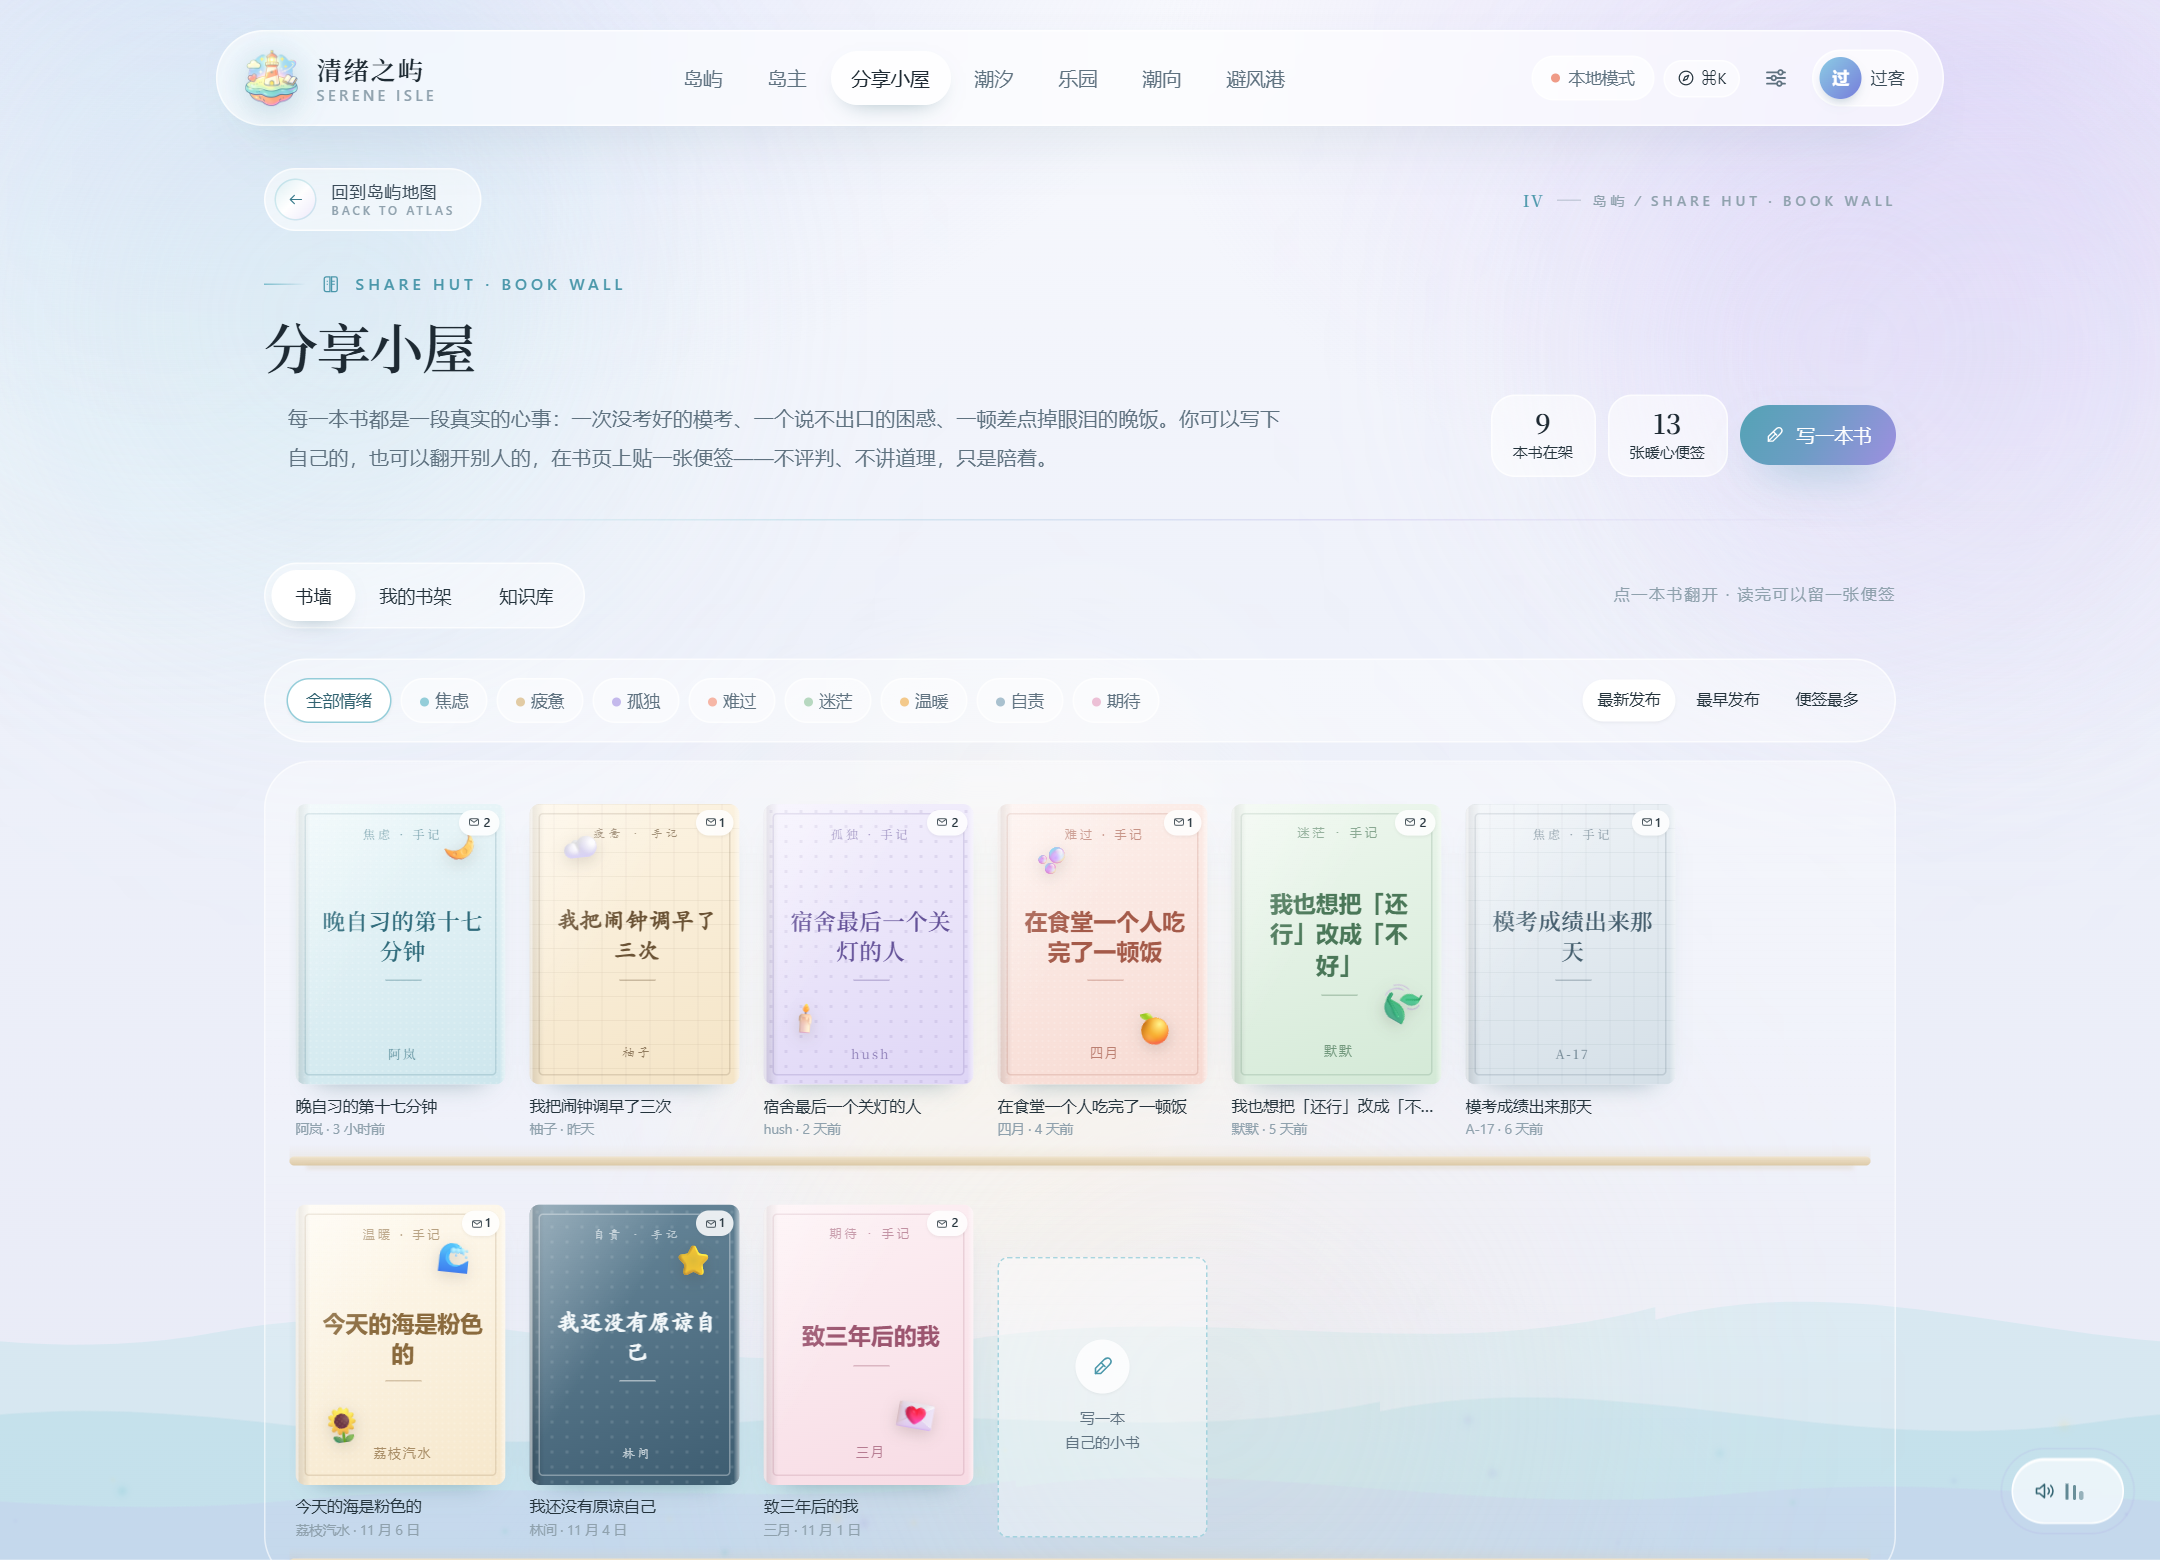 清绪之屿
SERENE ISLE
岛屿
岛主
分享小屋
潮汐
乐园
潮向
避风港
本地模式
⌘K
过
过客
回到岛屿地图
BACK TO ATLAS
IV
岛屿 / SHARE HUT · BOOK WALL
SHARE HUT · BOOK WALL
分享小屋
每一本书都是一段真实的心事：一次没考好的模考、一个说不出口的困惑、一顿差点掉眼泪的晚饭。你可以写下
自己的，也可以翻开别人的，在书页上贴一张便签——不评判、不讲道理，只是陪着。
9
本书在架
13
张暖心便签
写一本书
书墙
我的书架
知识库
点一本书翻开 · 读完可以留一张便签
全部情绪
焦虑
疲惫
孤独
难过
迷茫
温暖
自责
期待
最新发布
最早发布
便签最多
焦虑 · 手记
2
晚自习的第十七
分钟
阿岚
晚自习的第十七分钟
阿岚 · 3 小时前
疲惫 · 手记
1
我把闹钟调早了
三次
柚子
我把闹钟调早了三次
柚子 · 昨天
孤独 · 手记
2
宿舍最后一个关
灯的人
hush
宿舍最后一个关灯的人
hush · 2 天前
难过 · 手记
1
在食堂一个人吃
完了一顿饭
四月
在食堂一个人吃完了一顿饭
四月 · 4 天前
迷茫 · 手记
2
我也想把「还
行」改成「不
好」
默默
我也想把「还行」改成「不...
默默 · 5 天前
焦虑 · 手记
1
模考成绩出来那
天
A-17
模考成绩出来那天
A-17 · 6 天前
温暖 · 手记
1
今天的海是粉色
的
荔枝汽水
今天的海是粉色的
荔枝汽水 · 11 月 6 日
自责 · 手记
1
我还没有原谅自
己
林间
我还没有原谅自己
林间 · 11 月 4 日
期待 · 手记
2
致三年后的我
三月
致三年后的我
三月 · 11 月 1 日
写一本
自己的小书